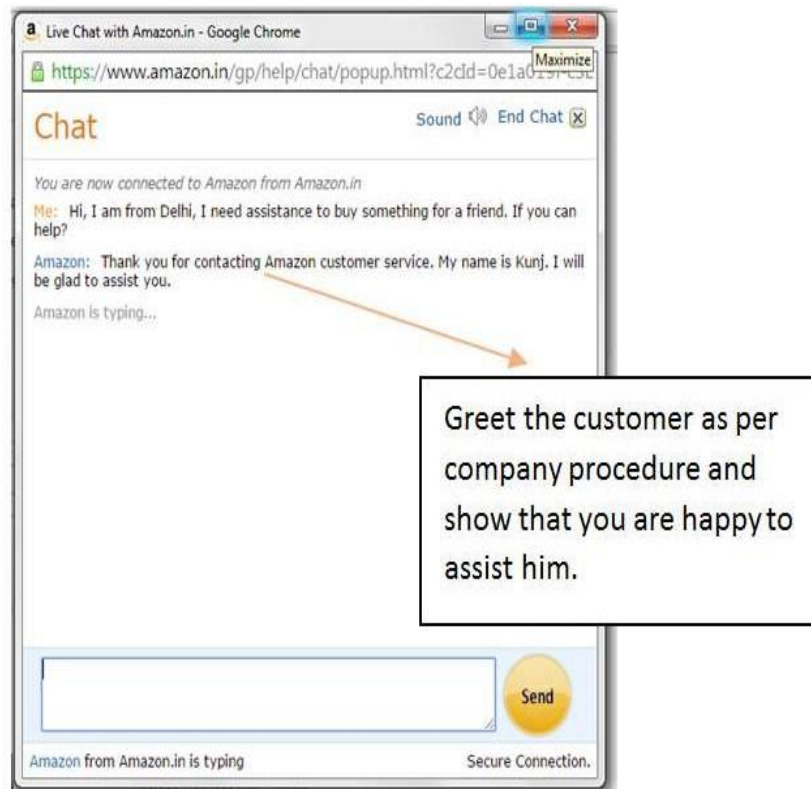 a Live Chat with Amazon.in - Google Chrome
Maximize
https://www.amazon.in/gp/help/chat/popup.html?c2cId=0e1a0
Chat
Sound End Chat X
You are now connected to Amazon from Amazon.in
Me: Hi, I am from Delhi, I need assistance to buy something for a friend. If you can
help?
Amazon: Thank you for contacting Amazon customer service. My name is Kunj. I will
be glad to assist you.
Amazon is typing...
Greet the customer as per
company procedure and
show that you are happy to
assist him.
Send
Amazon from Amazon.in is typing
Secure Connection.